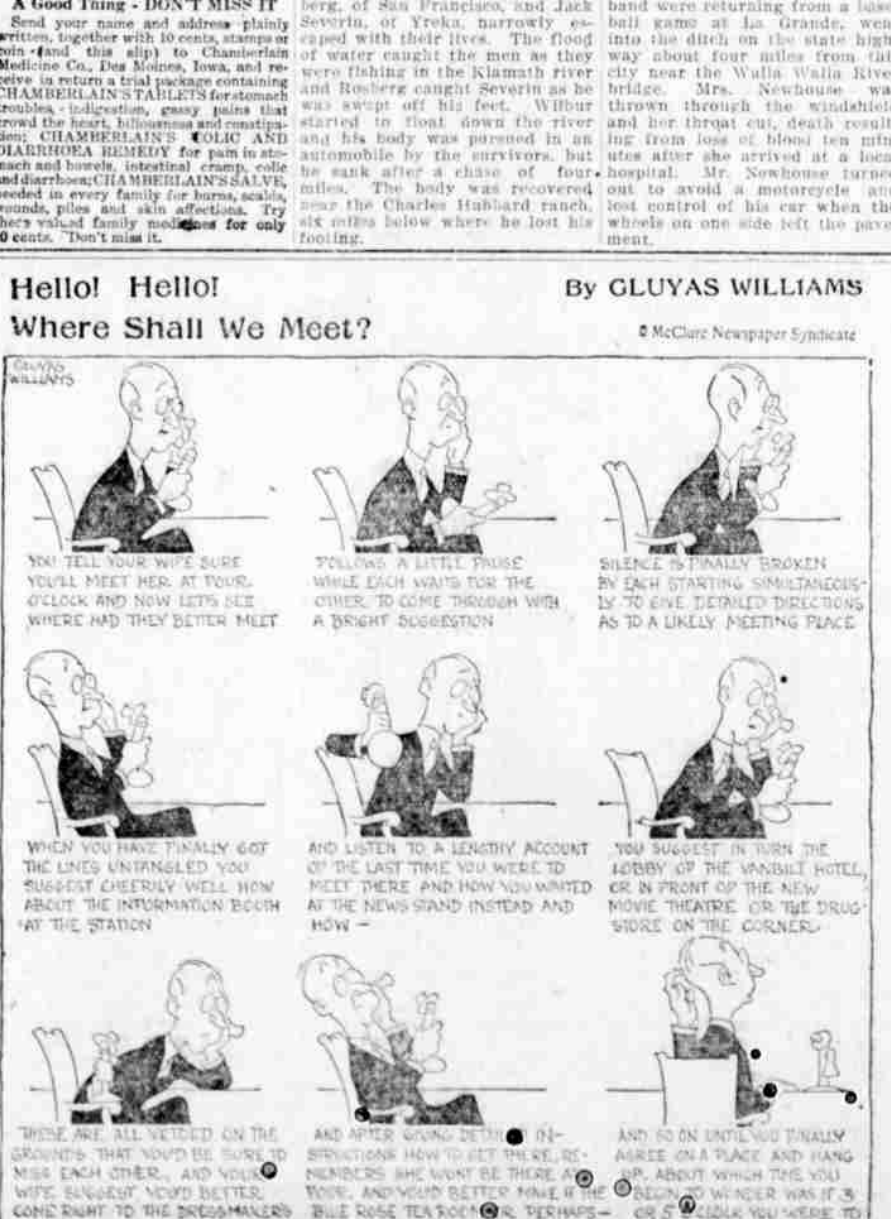 A Good Thing - DON'T MISS IT
Send your name and address plainly
written, together with 10 cents, stamps or
coin (and this slip) to Chamberlain
Medicine Co., Des Moines, Iowa, and re-
ceive in return a trial package containing
CHAMBERLAIN'S TABLETS for stomach
troubles, indigestion, gassy pains that
crowd the heart, biliousness and constipa-
tion; CHAMBERLAIN'S COLIC AND
DIARRHOEA REMEDY for pain in sto-
mach and bowels, intestinal cramp, colic
and diarrhoea; CHAMBERLAIN'S SALVE,
needed in every family for burns, scalds,
wounds, piles and skin affections. Try
these valued family medicines for only
10 cents. Don't miss it.
berg, of San Francisco, and Jack
Severin, of Yreka, narrowly es-
caped with their lives. The flood
of water caught the men as they
were fishing in the Klamath river
and Rosberg caught Severin as he
was swept off his feet. Wilbur
started to float down the river
and his body was pursued in an
automobile by the survivors, but
he sank after a chase of four
miles. The body was recovered
near the Charles Hubbard ranch,
six miles below where he lost his
footing.
band were returning from a base
ball game at La Grande, went
into the ditch on the state high
way about four miles from the
city near the Walla Walla River
bridge. Mrs. Newhouse was
thrown through the windshield
and her throat cut, death result
ing from loss of blood ten min
utes after she arrived at a local
hospital. Mr. Newhouse turned
out to avoid a motorcycle and
lost control of his car when the
wheels on one side left the pave
ment.
Hello! Hello!
Where Shall We Meet?
By GLUYAS WILLIAMS
© McClure Newspaper Syndicate
GLUYAS
WILLIAMS
YOU TELL YOUR WIFE SURE
YOU'LL MEET HER AT FOUR
O'CLOCK AND NOW LET'S SEE
WHERE HAD THEY BETTER MEET
FOLLOWS A LITTLE PAUSE
WHILE EACH WAITS FOR THE
OTHER TO COME THROUGH WITH
A BRIGHT SUGGESTION
SILENCE IS FINALLY BROKEN
BY EACH STARTING SIMULTANEOUS-
LY TO GIVE DETAILED DIRECTIONS
AS TO A LIKELY MEETING PLACE
WHEN YOU HAVE FINALLY GOT
THE LINES UNTANGLED YOU
SUGGEST CHEERILY WELL HOW
ABOUT THE INFORMATION BOOTH
AT THE STATION
AND LISTEN TO A LENGTHY ACCOUNT
OF THE LAST TIME YOU WERE TO
MEET THERE AND HOW YOU WAITED
AT THE NEWS STAND INSTEAD AND
HOW -
YOU SUGGEST IN TURN THE
LOBBY OF THE VANBILT HOTEL,
OR IN FRONT OF THE NEW
MOVIE THEATRE OR THE DRUG-
STORE ON THE CORNER.
THESE ARE ALL VETOED ON THE
GROUNDS THAT YOU'D BE SURE TO
MISS EACH OTHER, AND YOUR
WIFE SUGGEST YOU'D BETTER
COME RIGHT TO THE DRESSMAKER'S
AND AFTER GIVING DETAILED IN-
STRUCTIONS HOW TO GET THERE, RE-
MEMBERS SHE WON'T BE THERE AT
FOUR, AND YOU'D BETTER MAKE IT THE
BLUE ROSE TEA ROOM OR PERHAPS-
AND SO ON UNTIL YOU FINALLY
AGREE ON A PLACE AND HANG
UP. ABOUT WHICH TIME YOU
BEGIN TO WONDER WAS IT 3
OR 5 O'CLOCK YOU WERE TO